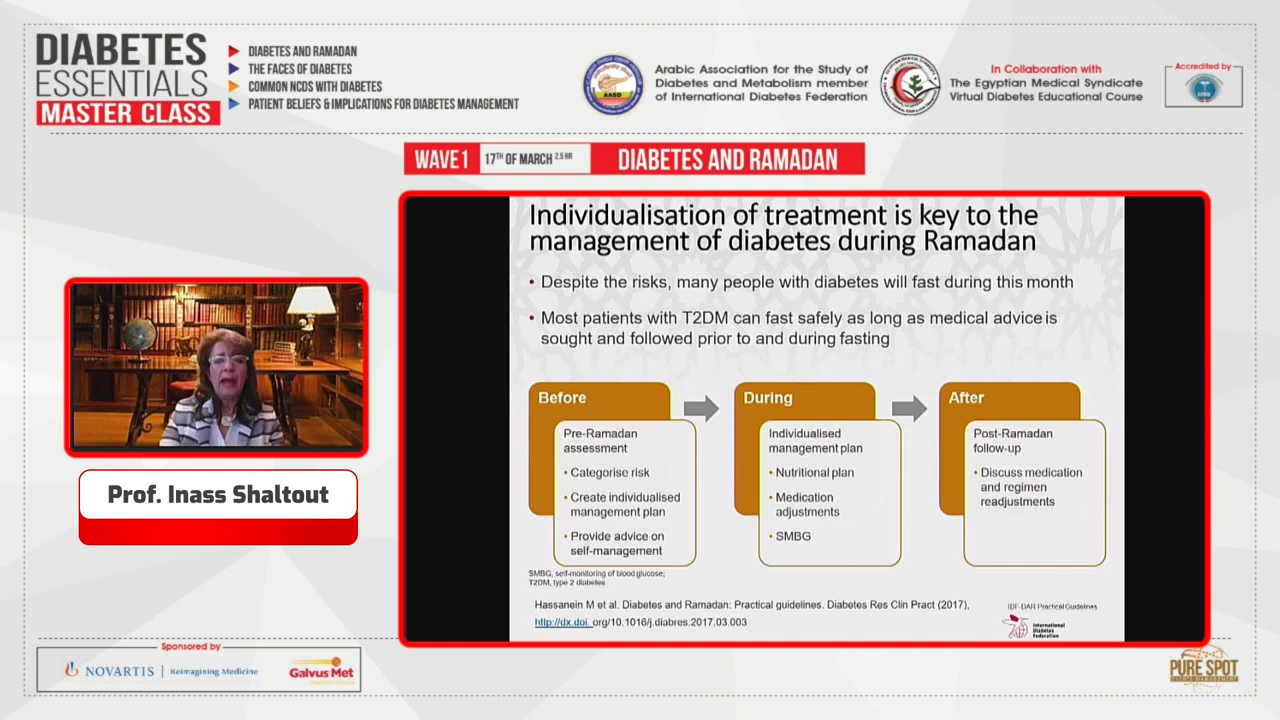 DIABETES
ESSENTIALS
MASTER CLASS
DIABETES AND RAMADAN
THE FACES OF DIABETES
COMMON NCDS WITH DIABETES
PATIENT BELIEFS & IMPLICATIONS FOR DIABETES MANAGEMENT
AASD
Arabic Association for the Study of
Diabetes and Metabolism member
of International Diabetes Federation
In Collaboration with
The Egyptian Medical Syndicate
Virtual Diabetes Educational Course
Accredited by
WAVE1 17TH OF MARCH 2.5 HR DIABETES AND RAMADAN
Individualisation of treatment is key to the
management of diabetes during Ramadan
• Despite the risks, many people with diabetes will fast during this month
• Most patients with T2DM can fast safely as long as medical advice is
sought and followed prior to and during fasting
Before
Pre-Ramadan
assessment
• Categorise risk
• Create individualised
management plan
• Provide advice on
self-management
During
Individualised
management plan
• Nutritional plan
• Medication
adjustments
• SMBG
After
Post-Ramadan
follow-up
• Discuss medication
and regimen
readjustments
SMBG, self-monitoring of blood glucose;
T2DM, type 2 diabetes
Hassanein M et al. Diabetes and Ramadan: Practical guidelines. Diabetes Res Clin Pract (2017),
http://dx.doi. org/10.1016/j.diabres.2017.03.003
IDF-DAR Practical Guidelines
International
Diabetes
Federation
Prof. Inass Shaltout
Sponsored by
NOVARTIS | Reimagining Medicine
Galvus Met
PURE SPOT
EVENTS MANAGEMENT